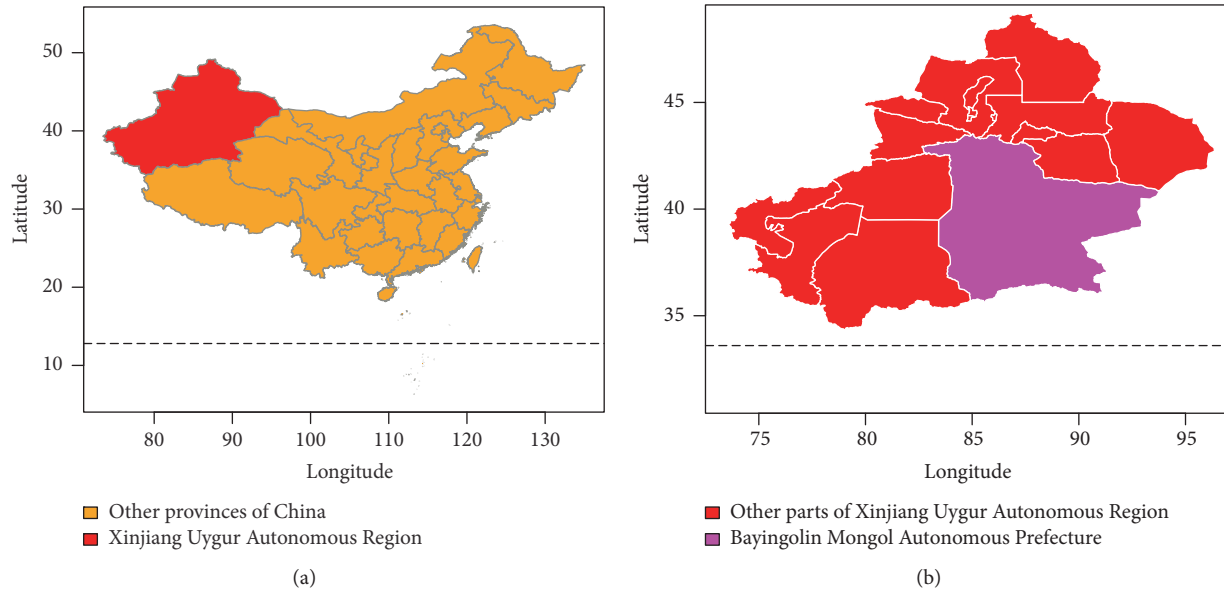 50
40
30
20
10
Latitude
80 90 100 110 120 130
Longitude
Other provinces of China
Xinjiang Uygur Autonomous Region
(a)
45
40
35
Latitude
75 80 85 90 95
Longitude
Other parts of Xinjiang Uygur Autonomous Region
Bayingolin Mongol Autonomous Prefecture
(b)